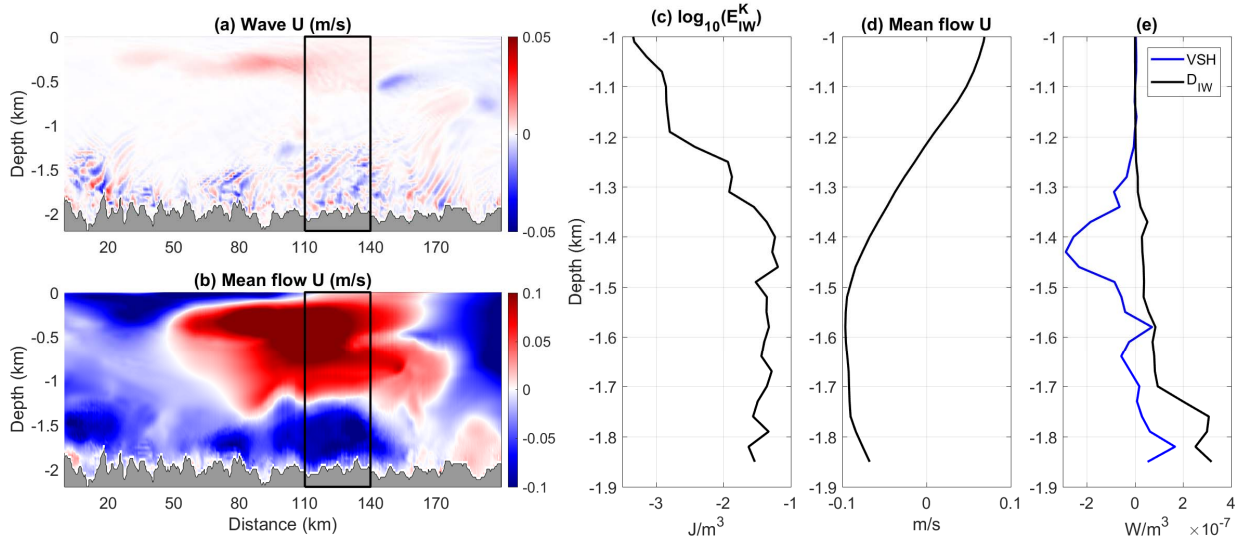 (a) Wave U (m/s)
0
-0.5
-1
-1.5
-2
Depth (km)
20 50 80 110 140 170
0.05
0
-0.05
(b) Mean flow U (m/s)
0
-0.5
-1
-1.5
-2
Depth (km)
20 50 80 110 140 170
Distance (km)
0.1
0.05
0
-0.05
-0.1
(c) log₁₀(E_IW^K)
-1
-1.1
-1.2
-1.3
-1.4
-1.5
-1.6
-1.7
-1.8
-1.9
Depth (km)
-3 -2 -1
J/m³
(d) Mean flow U
-1
-1.1
-1.2
-1.3
-1.4
-1.5
-1.6
-1.7
-1.8
-1.9
-0.1 0 0.1
m/s
(e)
VSH
D_IW
-1
-1.1
-1.2
-1.3
-1.4
-1.5
-1.6
-1.7
-1.8
-1.9
-2 0 2 4
W/m³ ×10⁻⁷